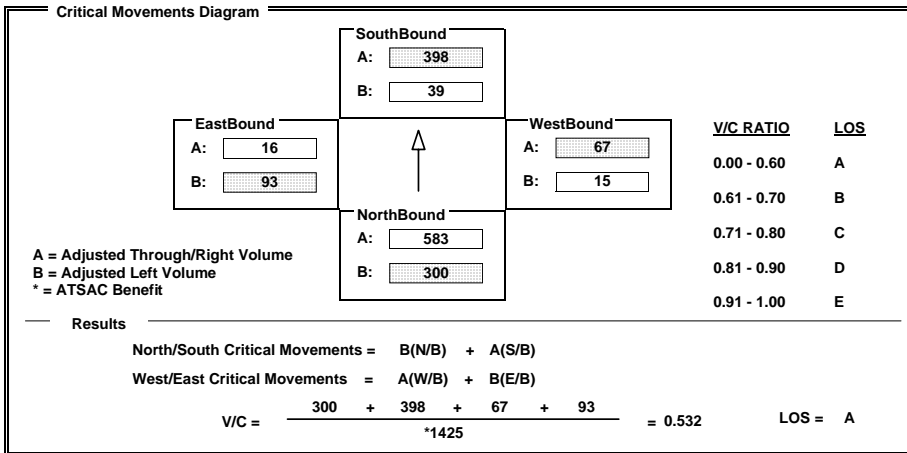 Critical Movements Diagram
SouthBound
A: 398
B: 39
EastBound
A: 16
B: 93
WestBound
A: 67
B: 15
NorthBound
A: 583
B: 300
V/C RATIO LOS
0.00 - 0.60 A
0.61 - 0.70 B
0.71 - 0.80 C
0.81 - 0.90 D
0.91 - 1.00 E
A = Adjusted Through/Right Volume
B = Adjusted Left Volume
* = ATSAC Benefit
Results
North/South Critical Movements = B(N/B) + A(S/B)
West/East Critical Movements = A(W/B) + B(E/B)
300 + 398 + 67 + 93
V/C = = 0.532 LOS = A
*1425